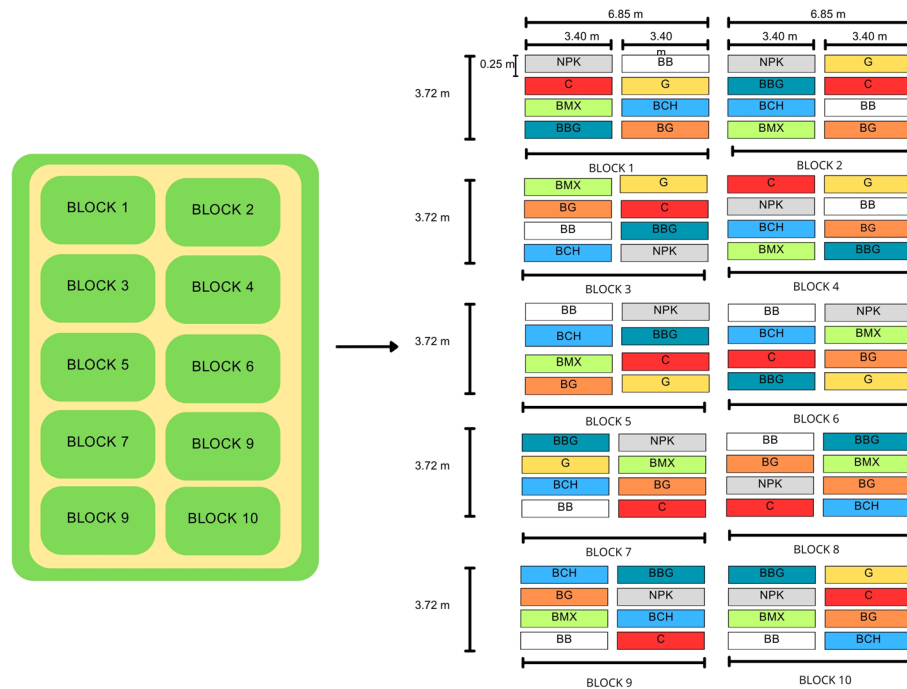 BLOCK 1
BLOCK 2
BLOCK 3
BLOCK 4
BLOCK 5
BLOCK 6
BLOCK 7
BLOCK 9
BLOCK 9
BLOCK 10
6.85 m
6.85 m
3.40 m
3.40 m
3.40 m
3.40 m
0.25 m
3.72 m
NPK
BB
C
G
BMX
BCH
BBG
BG
BLOCK 1
NPK
G
BBG
C
BCH
BB
BMX
BG
BLOCK 2
3.72 m
BMX
G
BG
C
BB
BBG
BCH
NPK
BLOCK 3
C
G
NPK
BB
BCH
BG
BMX
BBG
BLOCK 4
3.72 m
BB
NPK
BCH
BBG
BMX
C
BG
G
BLOCK 5
BB
NPK
BCH
BMX
C
BG
BBG
G
BLOCK 6
3.72 m
BBG
NPK
G
BMX
BCH
BG
BB
C
BLOCK 7
BB
BBG
BG
BMX
NPK
BG
C
BCH
BLOCK 8
3.72 m
BCH
BBG
BG
NPK
BMX
BCH
BB
C
BLOCK 9
BBG
G
NPK
C
BMX
BG
BB
BCH
BLOCK 10